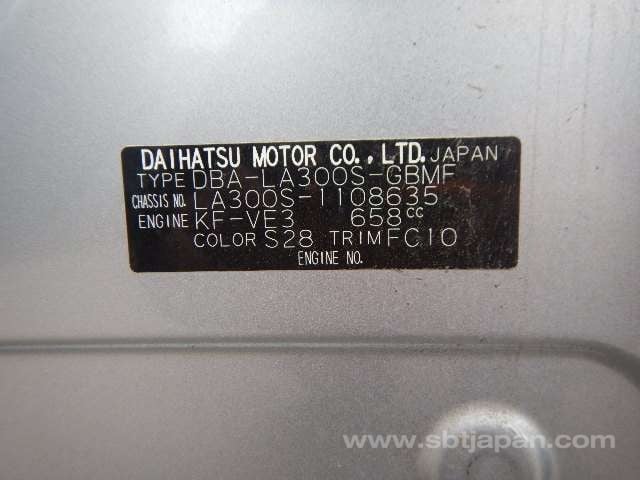 DAIHATSU MOTOR CO., LTD. JAPAN
TYPE DBA-LA300S-GBMF
CHASSIS NO. LA300S-1108635
ENGINE KF-VE3 658cc
COLOR S28 TRIM FC10
ENGINE NO.
www.sbtjapan.com